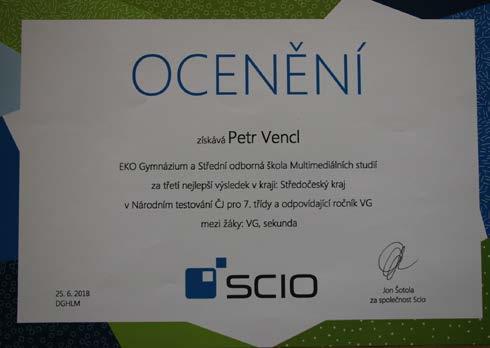 OCENĚNÍ
získává Petr Vencl
EKO Gymnázium a Střední odborná škola Multimediálních studií
za třetí nejlepší výsledek v kraji: Středočeský kraj
v Národním testování ČJ pro 7. třídy a odpovídající ročník VG
mezi žáky: VG, sekunda
SCIO
25. 6. 2018
DGHLM
Jon Šotola
za společnost Scio